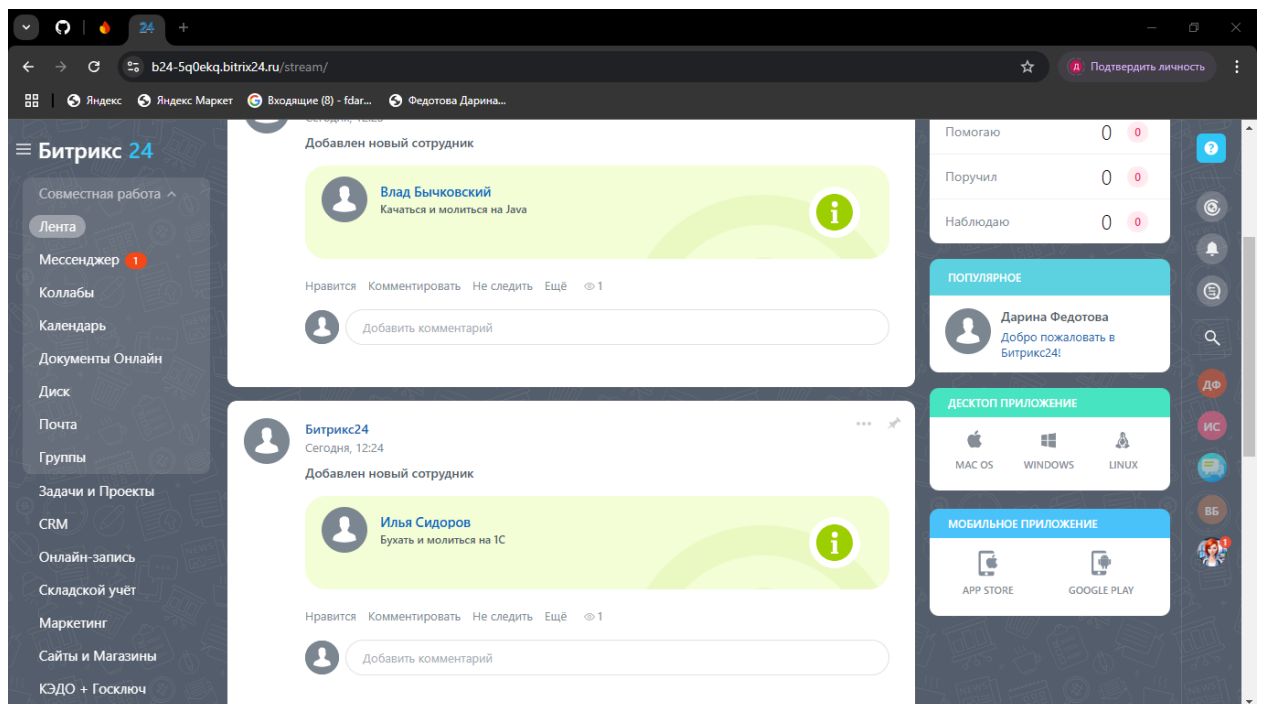 24
b24-5q0ekq.bitrix24.ru/stream/
Д Подтвердить личность
Яндекс Яндекс Маркет Входящие (8) - fdar... Федотова Дарина...
Битрикс 24
Совместная работа
Лента
Мессенджер 1
Коллабы
Календарь
Документы Онлайн
Диск
Почта
Группы
Задачи и Проекты
CRM
Онлайн-запись
Складской учёт
Маркетинг
Сайты и Магазины
КЭДО + Госключ
Добавлен новый сотрудник
Влад Бычковский
Качаться и молиться на Java
Нравится Комментировать Не следить Ещё 1
Добавить комментарий
Битрикс24
Сегодня, 12:24
Добавлен новый сотрудник
Илья Сидоров
Бухать и молиться на 1С
Нравится Комментировать Не следить Ещё 1
Добавить комментарий
Помогаю 0 0
Поручил 0 0
Наблюдаю 0 0
ПОПУЛЯРНОЕ
Дарина Федотова
Добро пожаловать в
Битрикс24!
ДЕСКТОП ПРИЛОЖЕНИЕ
MAC OS WINDOWS LINUX
МОБИЛЬНОЕ ПРИЛОЖЕНИЕ
APP STORE GOOGLE PLAY
?
ДФ
ИС
ВБ
1